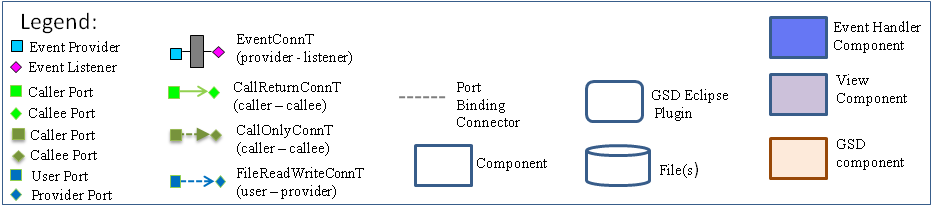 Legend:
Event Provider
Event Listener
Caller Port
Callee Port
Caller Port
Callee Port
User Port
Provider Port
EventConnT
(provider - listener)
CallReturnConnT
(caller – callee)
CallOnlyConnT
(caller – callee)
FileReadWriteConnT
(user – provider)
Port
Binding
Connector
Component
GSD Eclipse
Plugin
File(s)
Event Handler
Component
View
Component
GSD
component